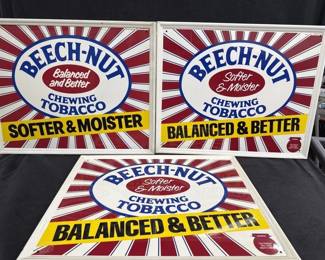 BEECH-NUT
Balanced
and Better
CHEWING
TOBACCO
SOFTER & MOISTER
BEECH-NUT
Softer
& Moister
CHEWING
TOBACCO
BALANCED & BETTER
BEECH-NUT
Softer
& Moister
CHEWING
TOBACCO
BALANCED & BETTER